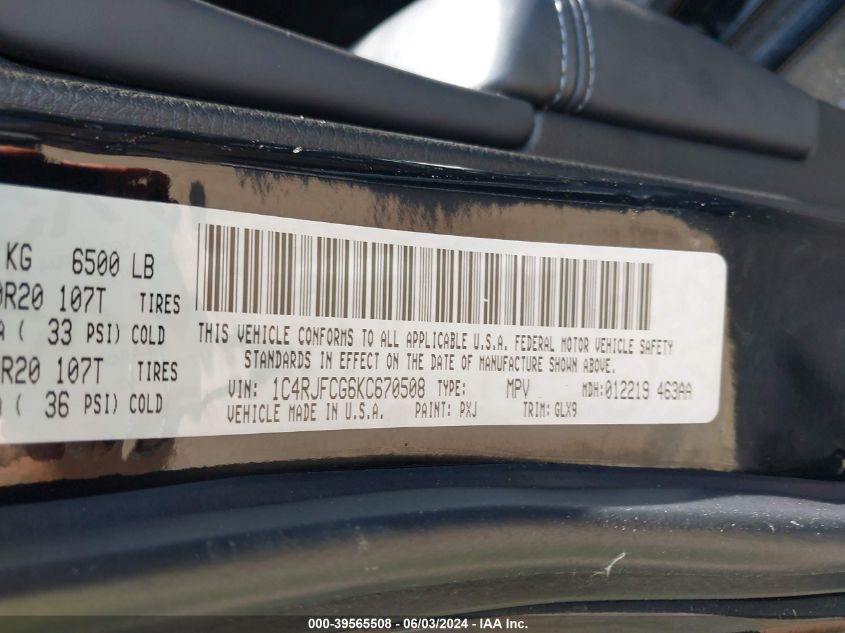 KG 6500 LB
R20 107T TIRES
( 33 PSI) COLD
R20 107T TIRES
( 36 PSI) COLD
THIS VEHICLE CONFORMS TO ALL APPLICABLE U.S.A. FEDERAL MOTOR VEHICLE SAFETY
STANDARDS IN EFFECT ON THE DATE OF MANUFACTURE SHOWN ABOVE.
VIN: 1C4RJFCG6KC670508 TYPE: MPV MDH:012219 463AA
VEHICLE MADE IN U.S.A. PAINT: PXJ TRIM: GLX9
000-39565508 - 06/03/2024 - IAA Inc.